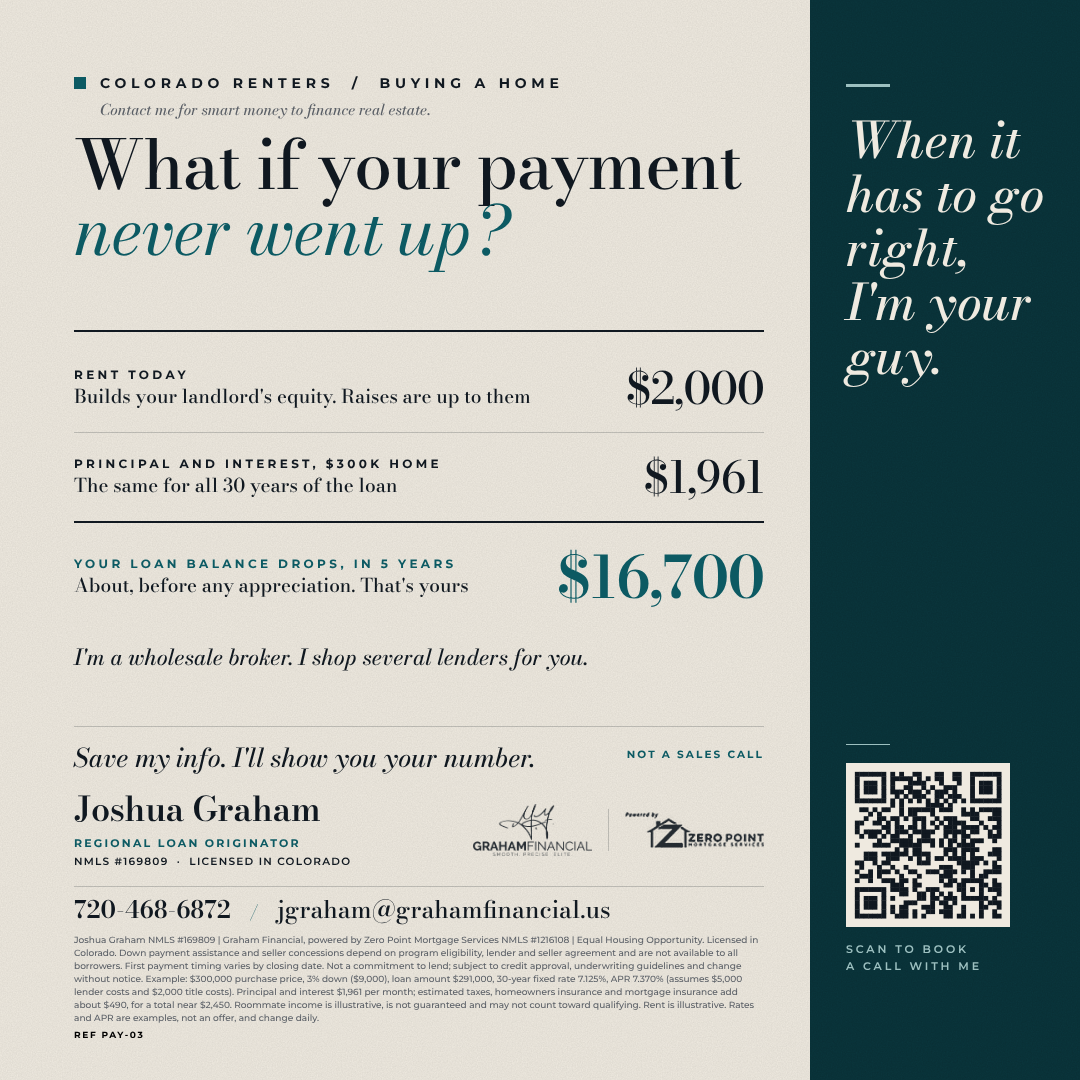 COLORADO RENTERS / BUYING A HOME
Contact me for smart money to finance real estate.
What if your payment
never went up?
RENT TODAY
Builds your landlord's equity. Raises are up to them
$2,000
PRINCIPAL AND INTEREST, $300K HOME
The same for all 30 years of the loan
$1,961
YOUR LOAN BALANCE DROPS, IN 5 YEARS
About, before any appreciation. That's yours
$16,700
I'm a wholesale broker. I shop several lenders for you.
Save my info. I'll show you your number.
NOT A SALES CALL
Joshua Graham
REGIONAL LOAN ORIGINATOR
NMLS #169809 · LICENSED IN COLORADO
GRAHAMFINANCIAL
SMOOTH. PRECISE. ELITE.
Powered by
ZERO POINT
MORTGAGE SERVICES
720-468-6872 / jgraham@grahamfinancial.us
Joshua Graham NMLS #169809 | Graham Financial, powered by Zero Point Mortgage Services NMLS #1216108 | Equal Housing Opportunity. Licensed in
Colorado. Down payment assistance and seller concessions depend on program eligibility, lender and seller agreement and are not available to all
borrowers. First payment timing varies by closing date. Not a commitment to lend; subject to credit approval, underwriting guidelines and change
without notice. Example: $300,000 purchase price, 3% down ($9,000), loan amount $291,000, 30-year fixed rate 7.125%, APR 7.370% (assumes $5,000
lender costs and $2,000 title costs). Principal and interest $1,961 per month; estimated taxes, homeowners insurance and mortgage insurance add
about $490, for a total near $2,450. Roommate income is illustrative, is not guaranteed and may not count toward qualifying. Rent is illustrative. Rates
and APR are examples, not an offer, and change daily.
REF PAY-03
When it
has to go
right,
I'm your
guy.
SCAN TO BOOK
A CALL WITH ME